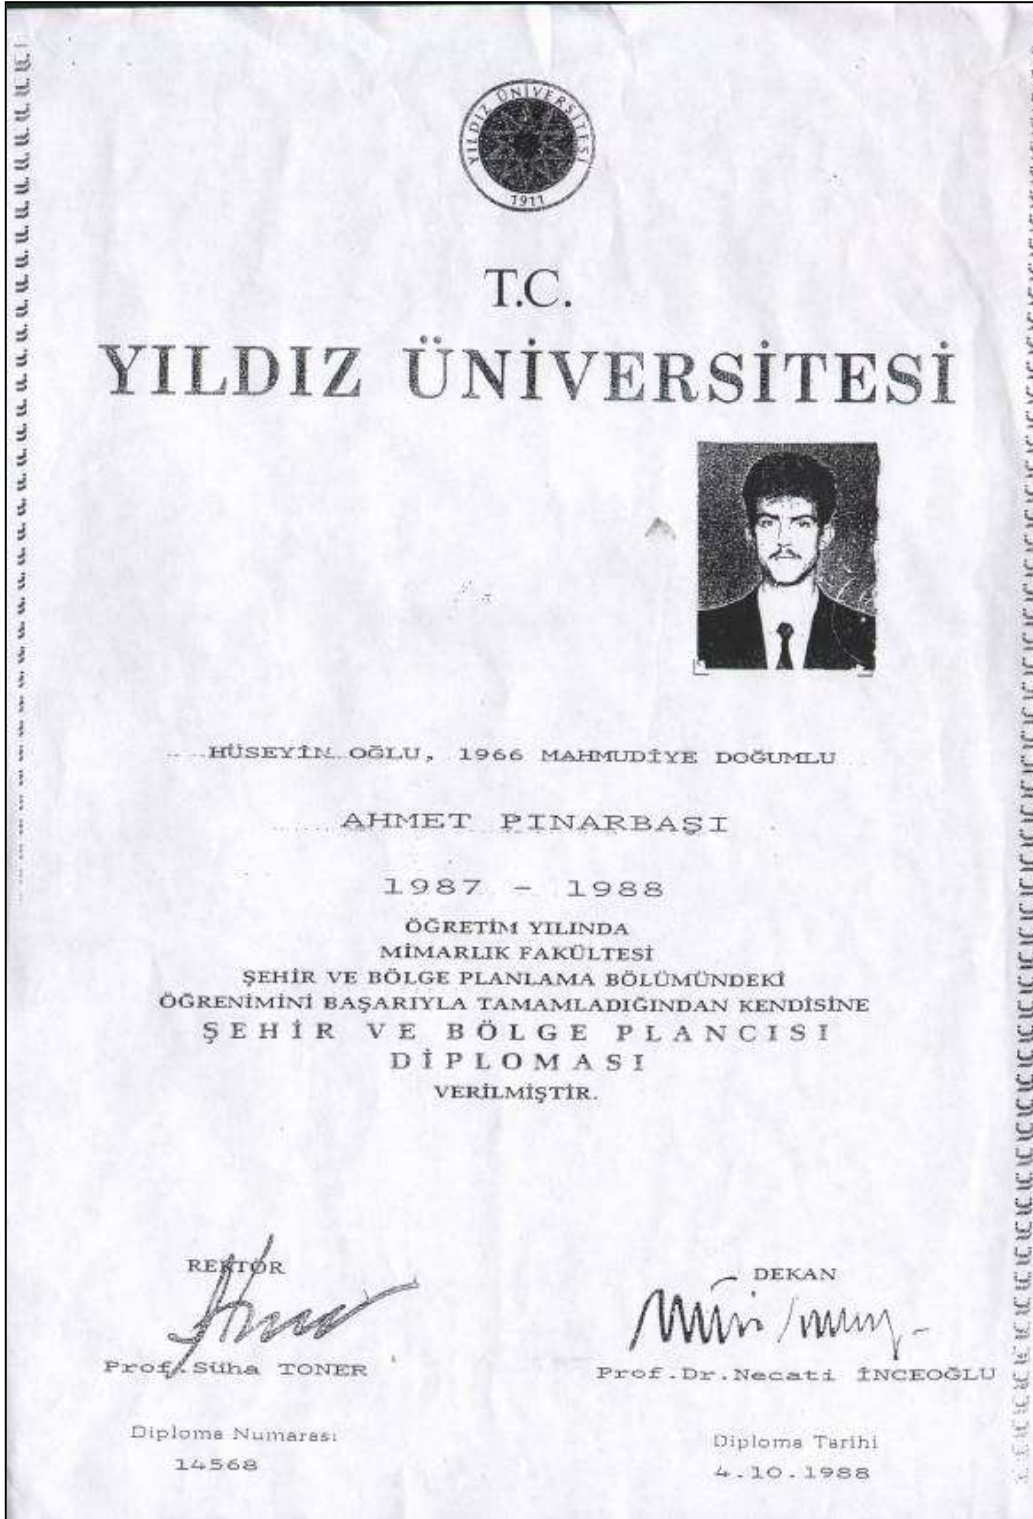 YILDIZ ÜNİVERSİTESİ
1911
T.C.
YILDIZ ÜNİVERSİTESİ
HÜSEYİN OĞLU, 1966 MAHMUDİYE DOĞUMLU
AHMET PINARBAŞI
1987 - 1988
ÖĞRETİM YILINDA
MİMARLIK FAKÜLTESİ
ŞEHİR VE BÖLGE PLANLAMA BÖLÜMÜNDEKİ
ÖĞRENİMİNİ BAŞARIYLA TAMAMLADIĞINDAN KENDİSİNE
ŞEHİR VE BÖLGE PLANCISI
DİPLOMASI
VERİLMİŞTİR.
REKTÖR
Prof.Süha TONER
Diploma Numarası
14568
DEKAN
Prof.Dr.Necati İNCEOĞLU
Diploma Tarihi
4.10.1988